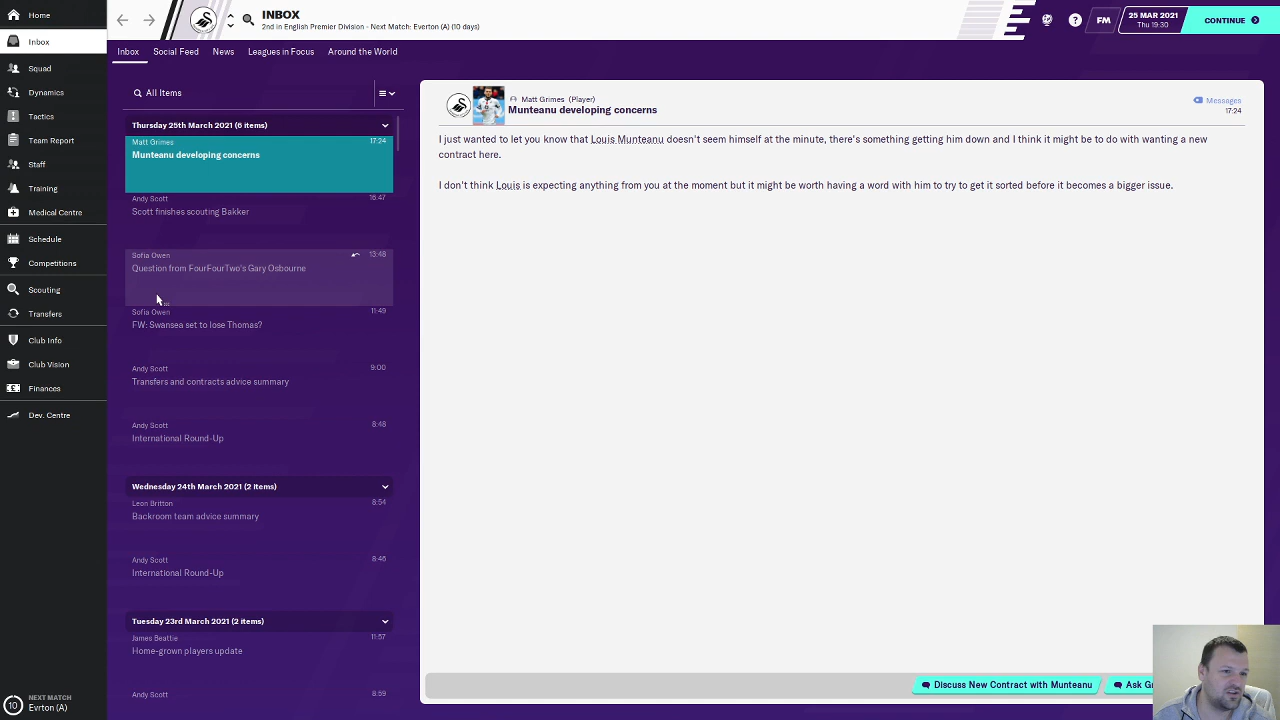 Home
INBOX
2nd in English Premier Division - Next Match: Everton (A) (10 days)
?
FM
25 MAR 2021
Thu 19:30
CONTINUE
Inbox
Squad
Dynamics
Tactics
Team Report
Staff
Training
Medical Centre
Schedule
Competitions
Scouting
Transfers
Club Info
Club Vision
Finances
Dev. Centre
10
NEXT MATCH
Everton (A)
Inbox
Social Feed
News
Leagues in Focus
Around the World
All Items
Thursday 25th March 2021 (6 items)
Matt Grimes
17:24
Munteanu developing concerns
Andy Scott
16:47
Scott finishes scouting Bakker
Sofia Owen
13:48
Question from FourFourTwo's Gary Osbourne
Sofia Owen
11:49
FW: Swansea set to lose Thomas?
Andy Scott
9:00
Transfers and contracts advice summary
Andy Scott
8:48
International Round-Up
Wednesday 24th March 2021 (2 items)
Leon Britton
8:54
Backroom team advice summary
Andy Scott
8:46
International Round-Up
Tuesday 23rd March 2021 (2 items)
James Beattie
11:57
Home-grown players update
Andy Scott
8:59
Matt Grimes (Player)
Munteanu developing concerns
Messages
17:24
I just wanted to let you know that Louis Munteanu doesn't seem himself at the minute, there's something getting him down and I think it might be to do with wanting a new
contract here.
I don't think Louis is expecting anything from you at the moment but it might be worth having a word with him to try to get it sorted before it becomes a bigger issue.
Discuss New Contract with Munteanu
Ask